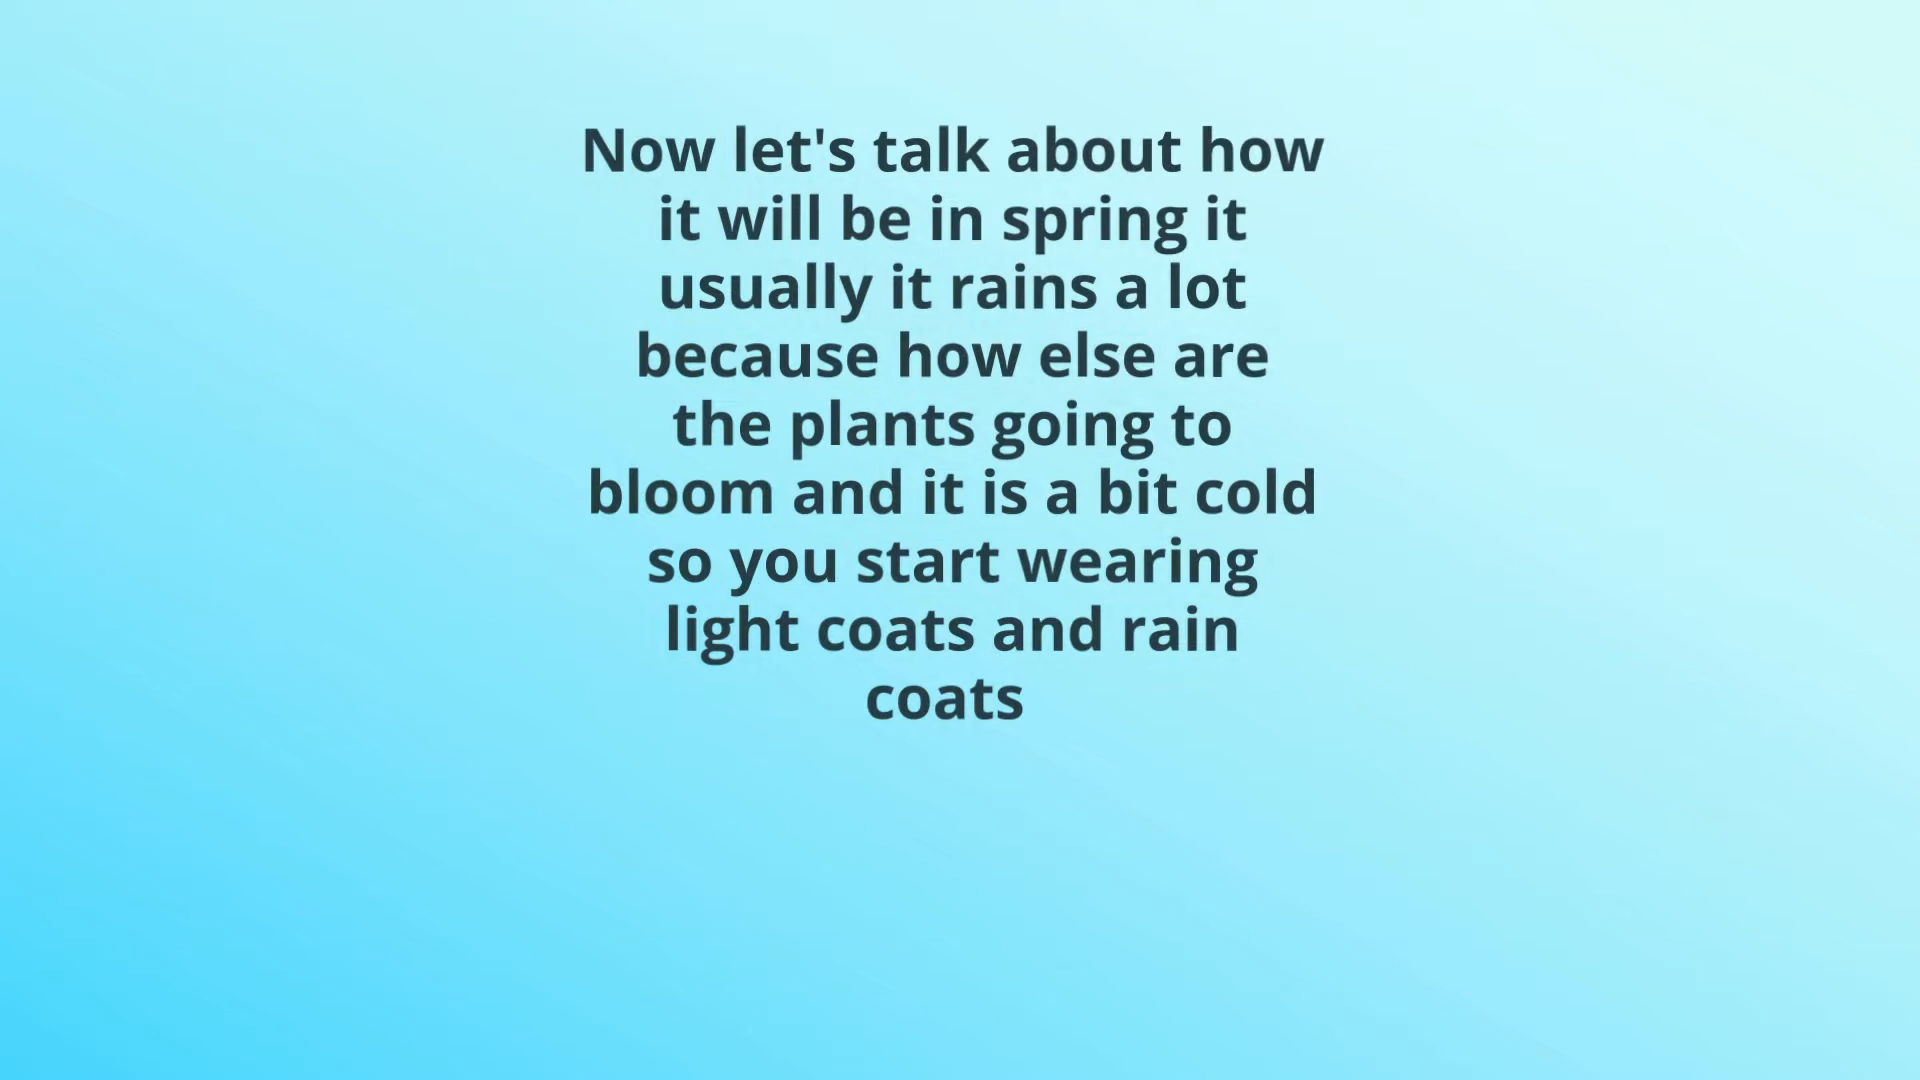 Now let's talk about how
it will be in spring it
usually it rains a lot
because how else are
the plants going to
bloom and it is a bit cold
so you start wearing
light coats and rain
coats